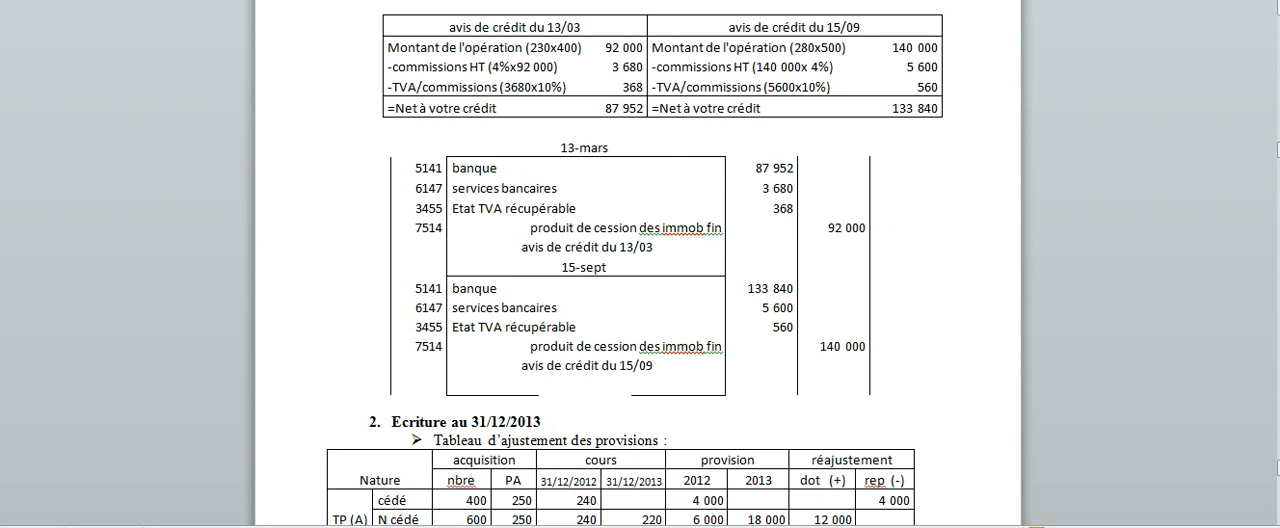 avis de crédit du 13/03 avis de crédit du 15/09
Montant de l'opération (230x400) 92 000 Montant de l'opération (280x500) 140 000
-commissions HT (4%x92 000) 3 680 -commissions HT (140 000x 4%) 5 600
-TVA/commissions (3680x10%) 368 -TVA/commissions (5600x10%) 560
=Net à votre crédit 87 952 =Net à votre crédit 133 840
13-mars
5141 banque 87 952
6147 services bancaires 3 680
3455 Etat TVA récupérable 368
7514 produit de cession des immob fin 92 000
avis de crédit du 13/03
15-sept
5141 banque 133 840
6147 services bancaires 5 600
3455 Etat TVA récupérable 560
7514 produit de cession des immob fin 140 000
avis de crédit du 15/09
2. Ecriture au 31/12/2013
➢ Tableau d'ajustement des provisions :
acquisition cours provision réajustement
Nature nbre PA 31/12/2012 31/12/2013 2012 2013 dot (+) rep (-)
cédé 400 250 240 4 000 4 000
TP (A) N cédé 600 250 240 220 6 000 18 000 12 000